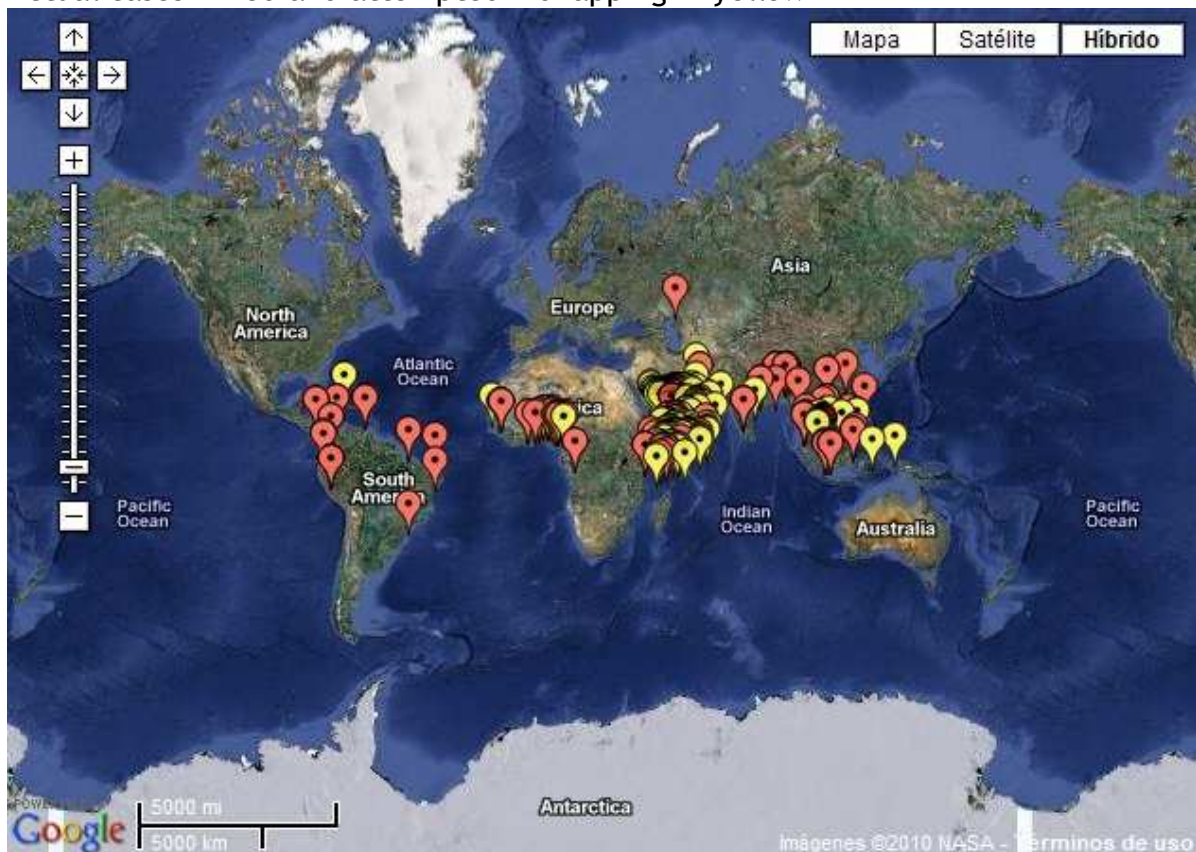 Mapa
Satélite
Híbrido
Asia
Europe
North
America
Atlantic
Ocean
South
Pacific
Ocean
Indian
Ocean
Australia
Pacific
Ocean
Antarctica
5000 mi
5000 km
Google
Imágenes ©2010 NASA - Términos de uso